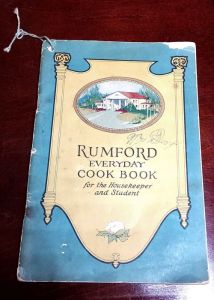 RUMFORD
EVERYDAY
COOK BOOK
for the Housekeeper
and Student